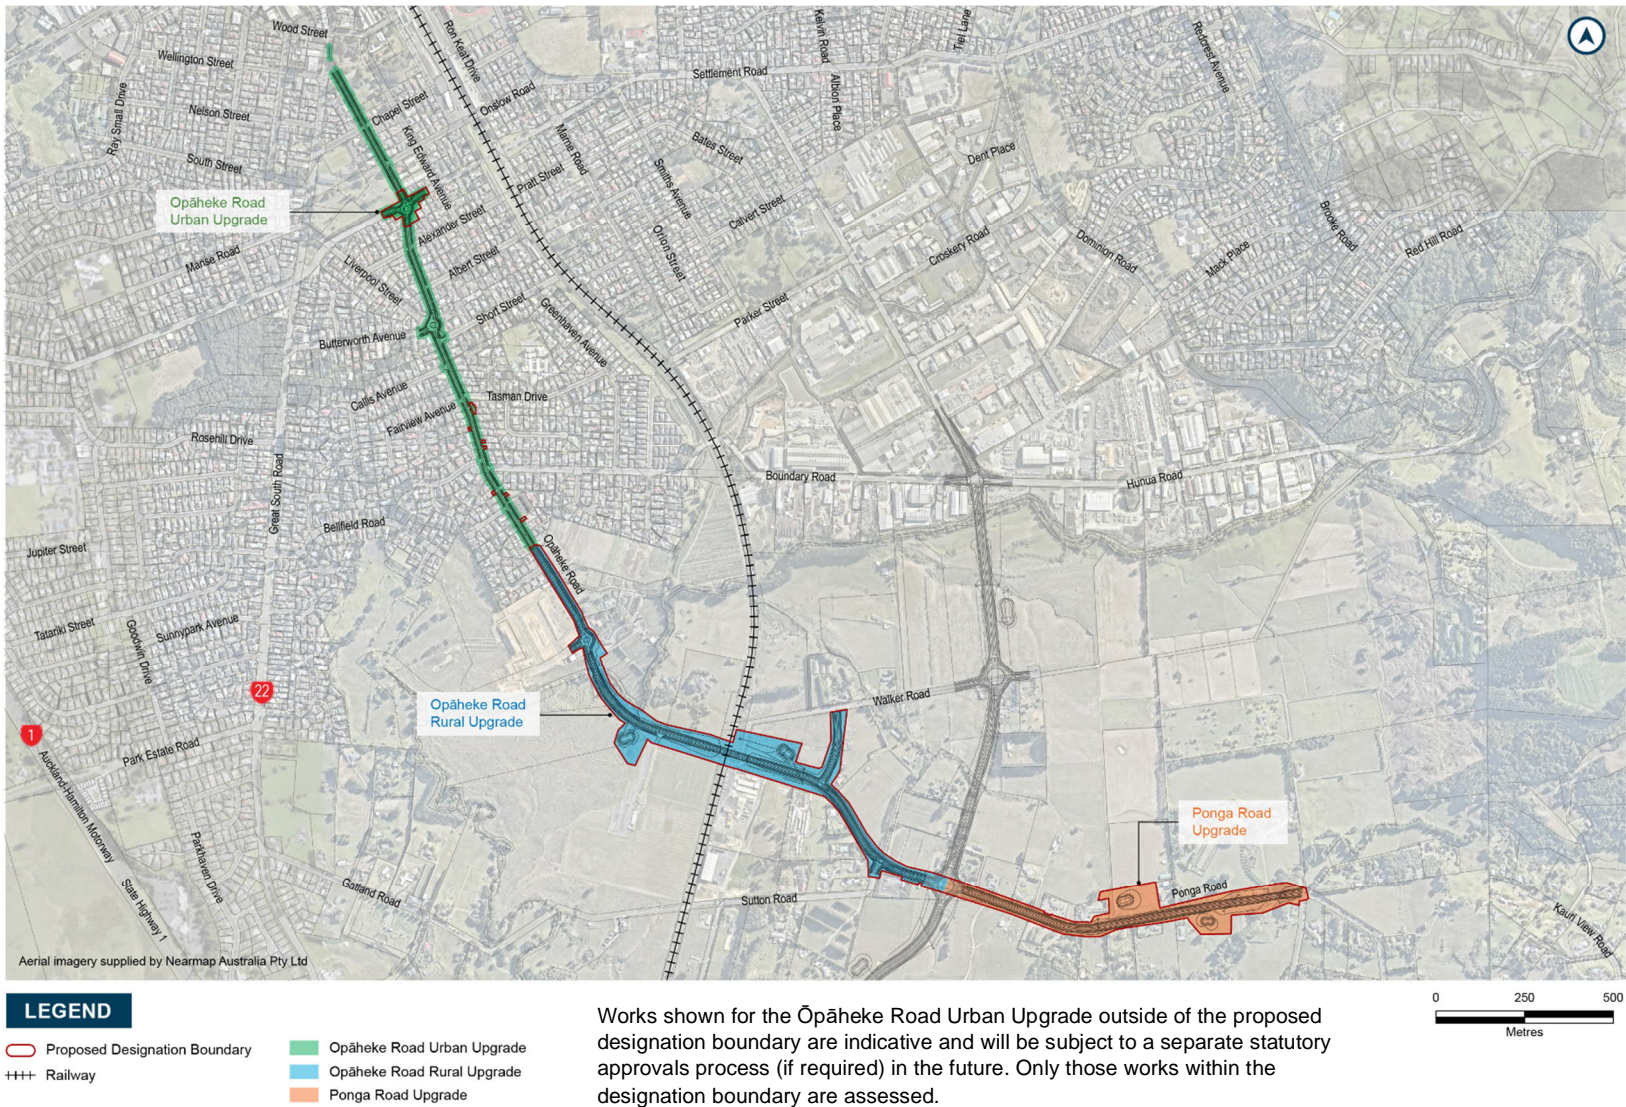 Wood Street
Wellington Street
Ray Small Drive
Nelson Street
South Street
Chapel Street
King Edward Avenue
Ron Keat Drive
Onslow Road
Marne Road
Pratt Street
Settlement Road
Kelvin Road
Albion Place
Tiel Lane
Redcrest Avenue
Bates Street
Smiths Avenue
Dent Place
Calvert Street
Orion Street
Croskery Road
Dominion Road
Mack Place
Brooke Road
Red Hill Road
Opāheke Road
Urban Upgrade
Manse Road
Alexander Street
Albert Street
Liverpool Street
Short Street
Greenhaven Avenue
Parker Street
Butterworth Avenue
Callis Avenue
Fairview Avenue
Tasman Drive
Rosehill Drive
Great South Road
Bellfield Road
Boundary Road
Hunua Road
Jupiter Street
Opāheke Road
Tatariki Street
Goodwin Drive
Sunnypark Avenue
22
1
Opāheke Road
Rural Upgrade
Walker Road
Park Estate Road
Auckland-Hamilton Motorway
State Highway 1
Parkhaven Drive
Gatland Road
Sutton Road
Ponga Road
Upgrade
Ponga Road
Kauri View Road
Aerial imagery supplied by Nearmap Australia Pty Ltd
LEGEND
Proposed Designation Boundary
Railway
Opāheke Road Urban Upgrade
Opāheke Road Rural Upgrade
Ponga Road Upgrade
Works shown for the Ōpāheke Road Urban Upgrade outside of the proposed
designation boundary are indicative and will be subject to a separate statutory
approvals process (if required) in the future. Only those works within the
designation boundary are assessed.
0 250 500
Metres